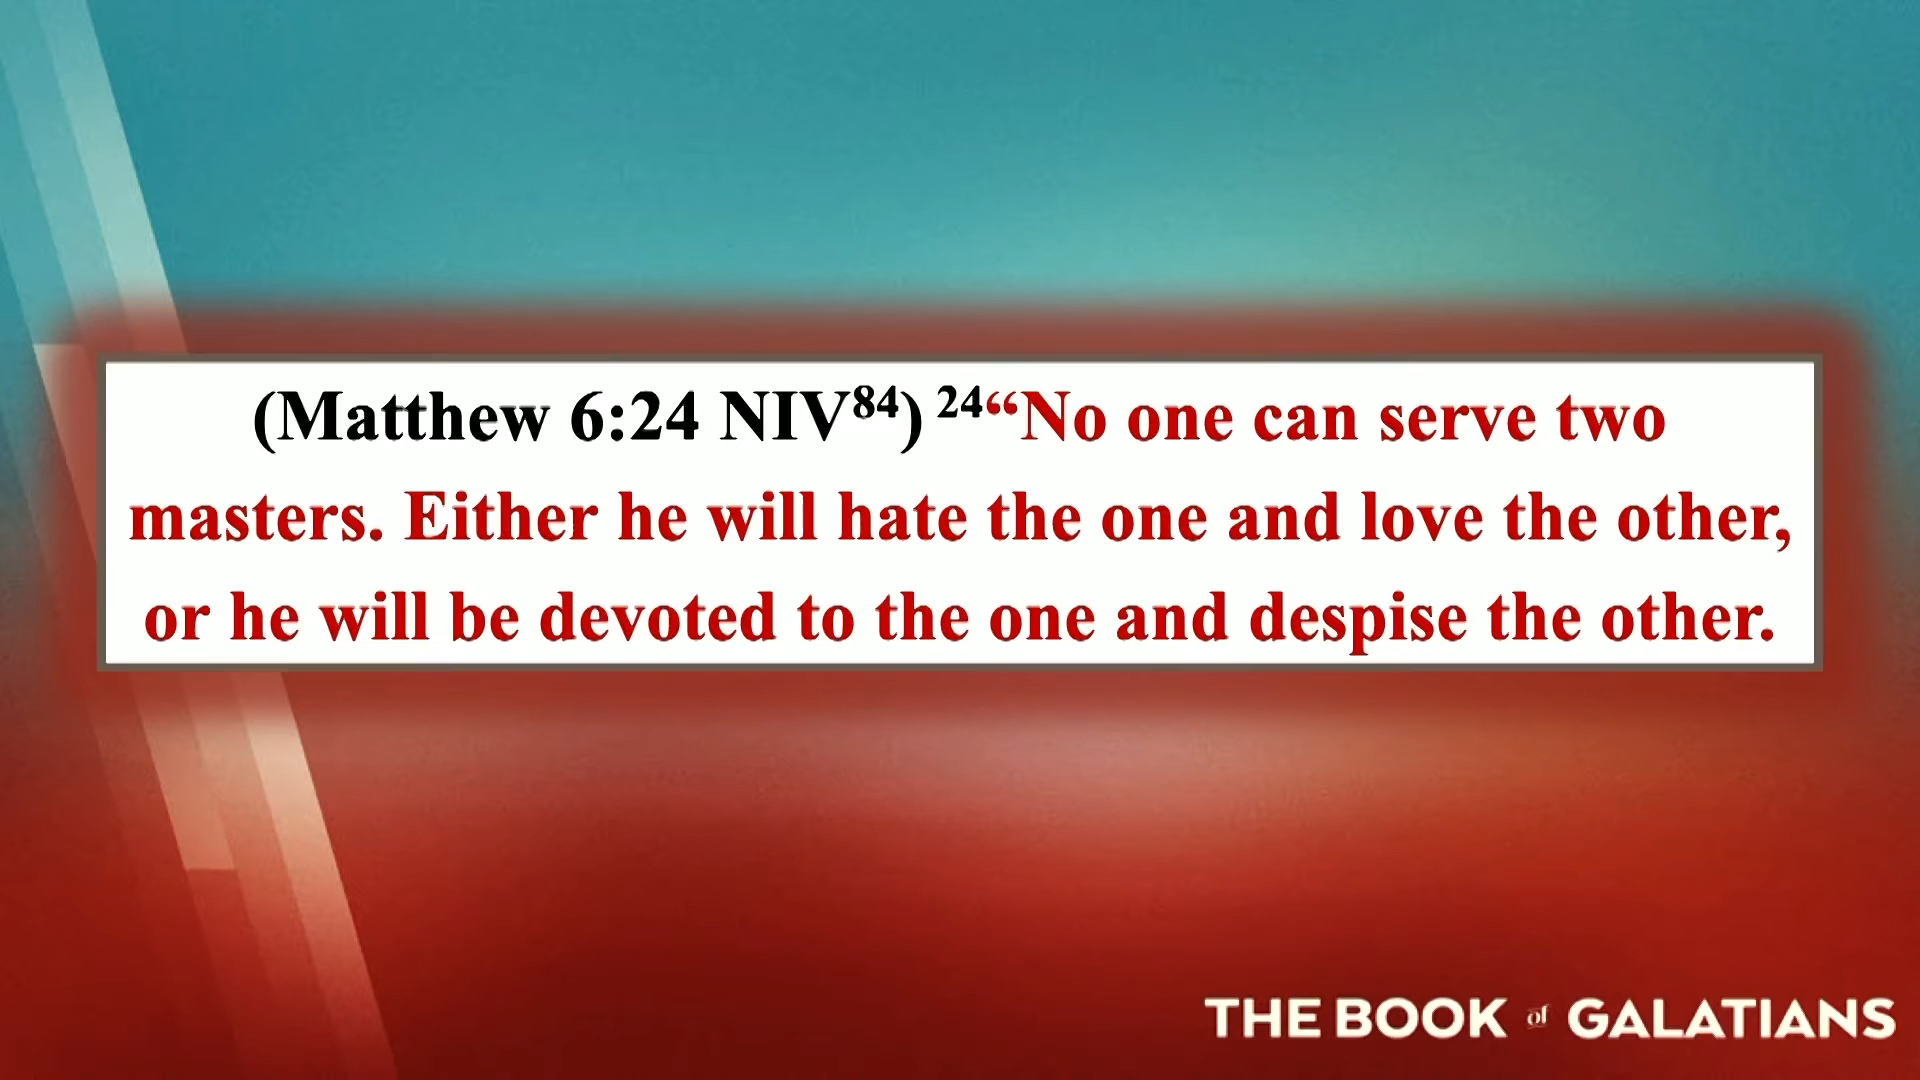 (Matthew 6:24 NIV⁸⁴) ²⁴“No one can serve two
masters. Either he will hate the one and love the other,
or he will be devoted to the one and despise the other.
THE BOOK of GALATIANS